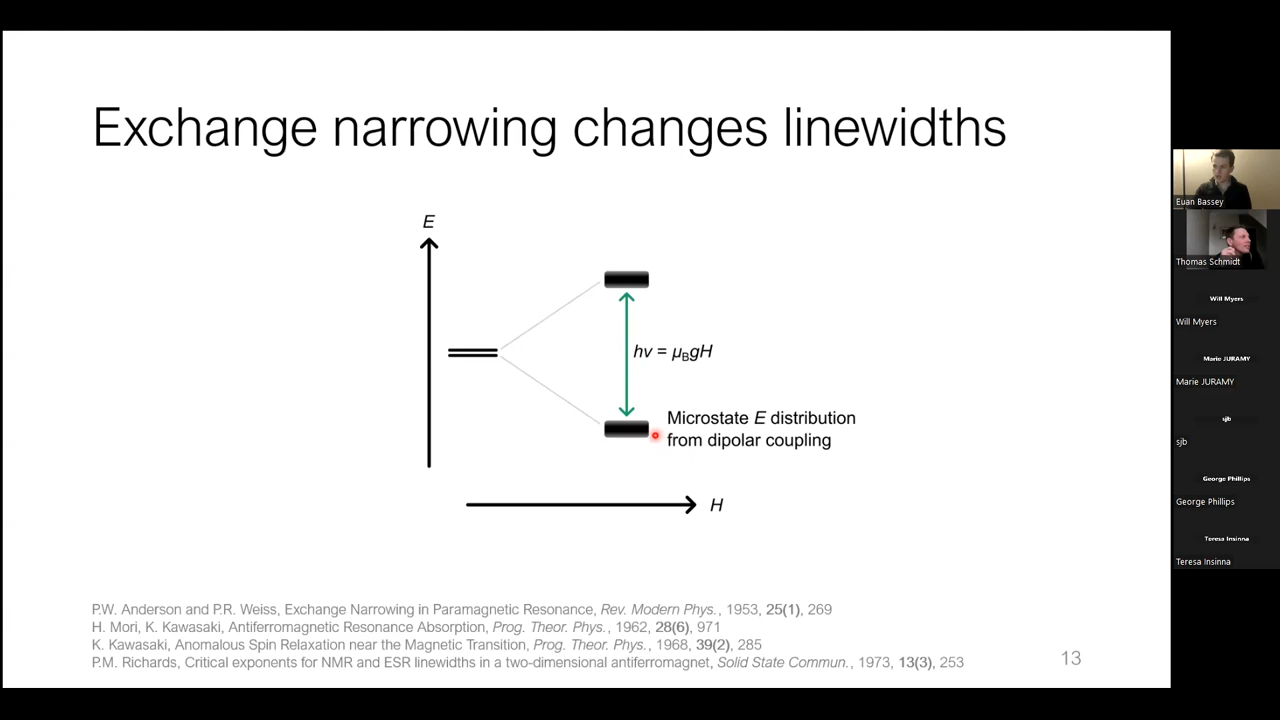 Exchange narrowing changes linewidths
E
hν = μBgH
Microstate E distribution
from dipolar coupling
H
P.W. Anderson and P.R. Weiss, Exchange Narrowing in Paramagnetic Resonance, Rev. Modern Phys., 1953, 25(1), 269
H. Mori, K. Kawasaki, Antiferromagnetic Resonance Absorption, Prog. Theor. Phys., 1962, 28(6), 971
K. Kawasaki, Anomalous Spin Relaxation near the Magnetic Transition, Prog. Theor. Phys., 1968, 39(2), 285
P.M. Richards, Critical exponents for NMR and ESR linewidths in a two-dimensional antiferromagnet, Solid State Commun., 1973, 13(3), 253
13
Euan Bassey
Thomas Schmidt
Will Myers
Will Myers
Marie JURAMY
Marie JURAMY
sjb
sjb
George Phillips
George Phillips
Teresa Insinna
Teresa Insinna